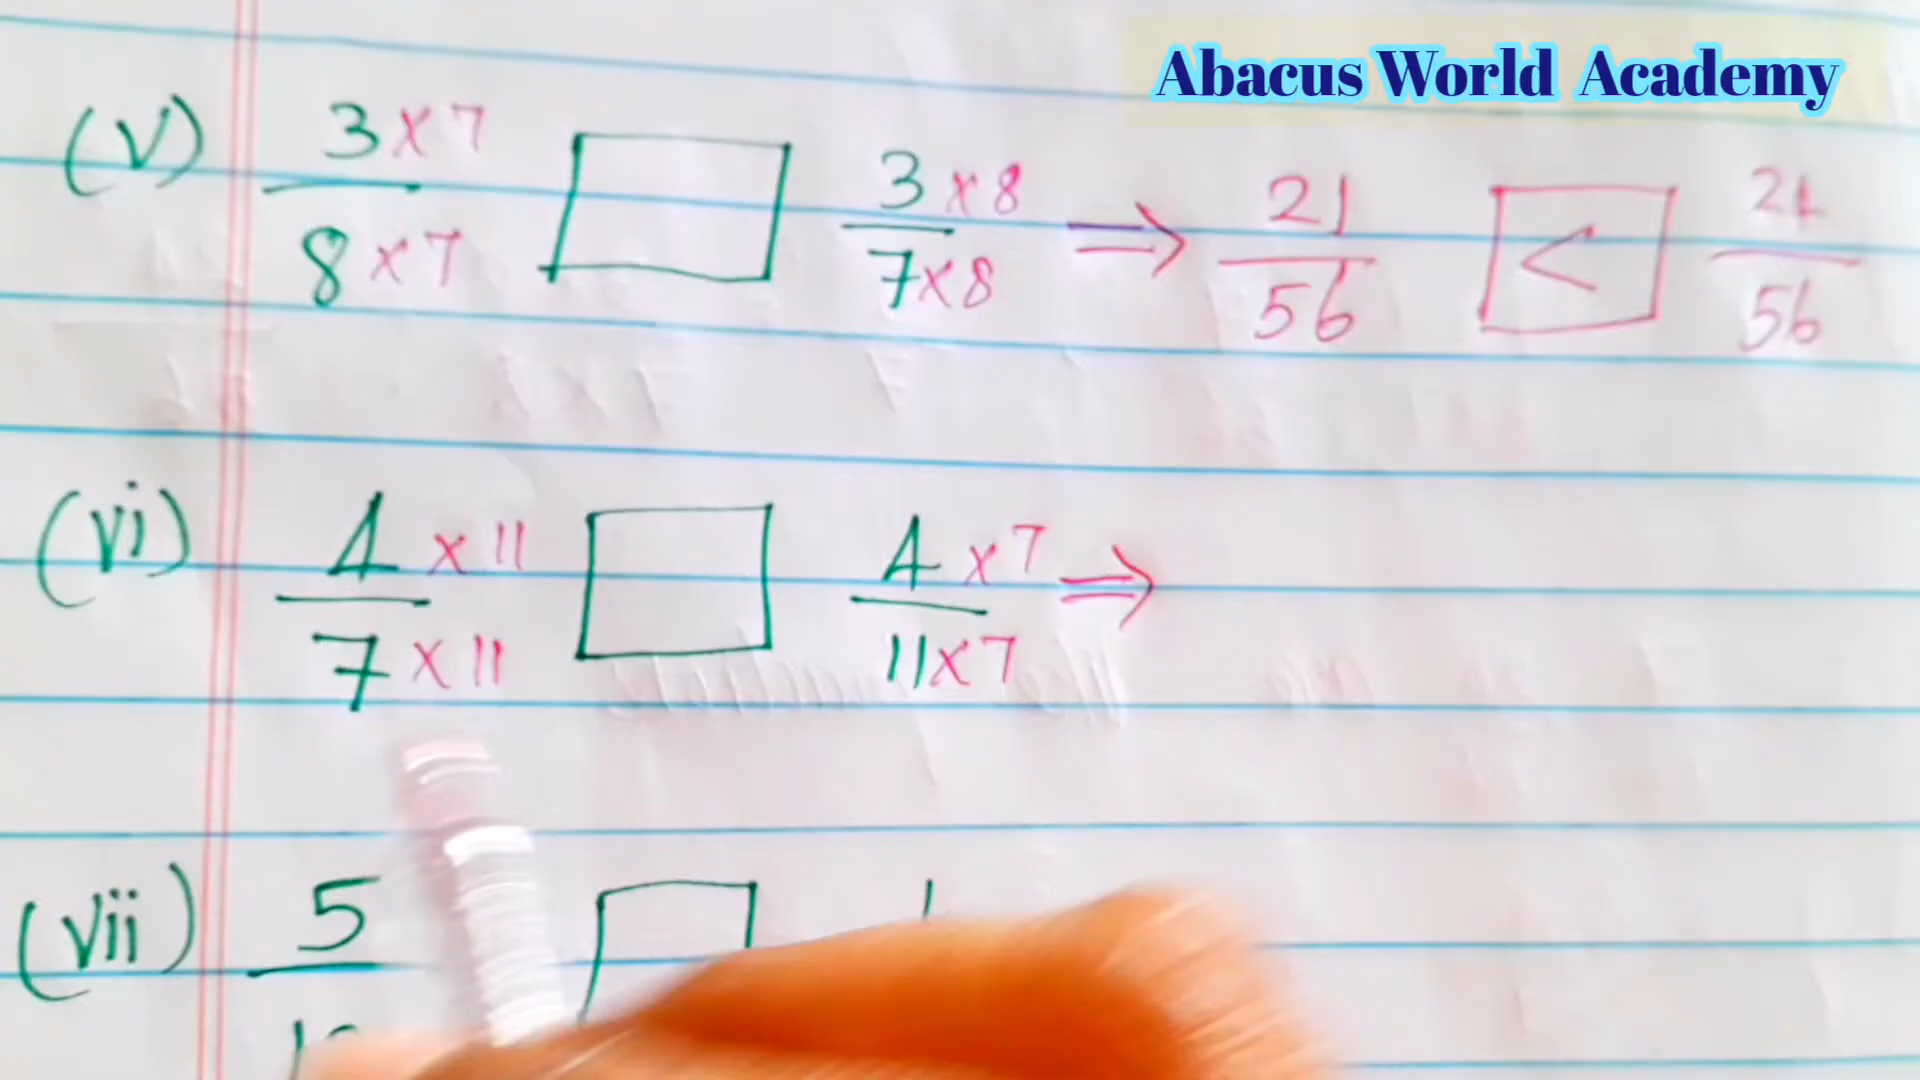 Abacus World Academy
(v) 3×7/8×7 □ 3×8/7×8 ⇒ 21/56 < 21/56
(vi) 4×11/7×11 □ 4×7/11×7 ⇒
(vii) 5